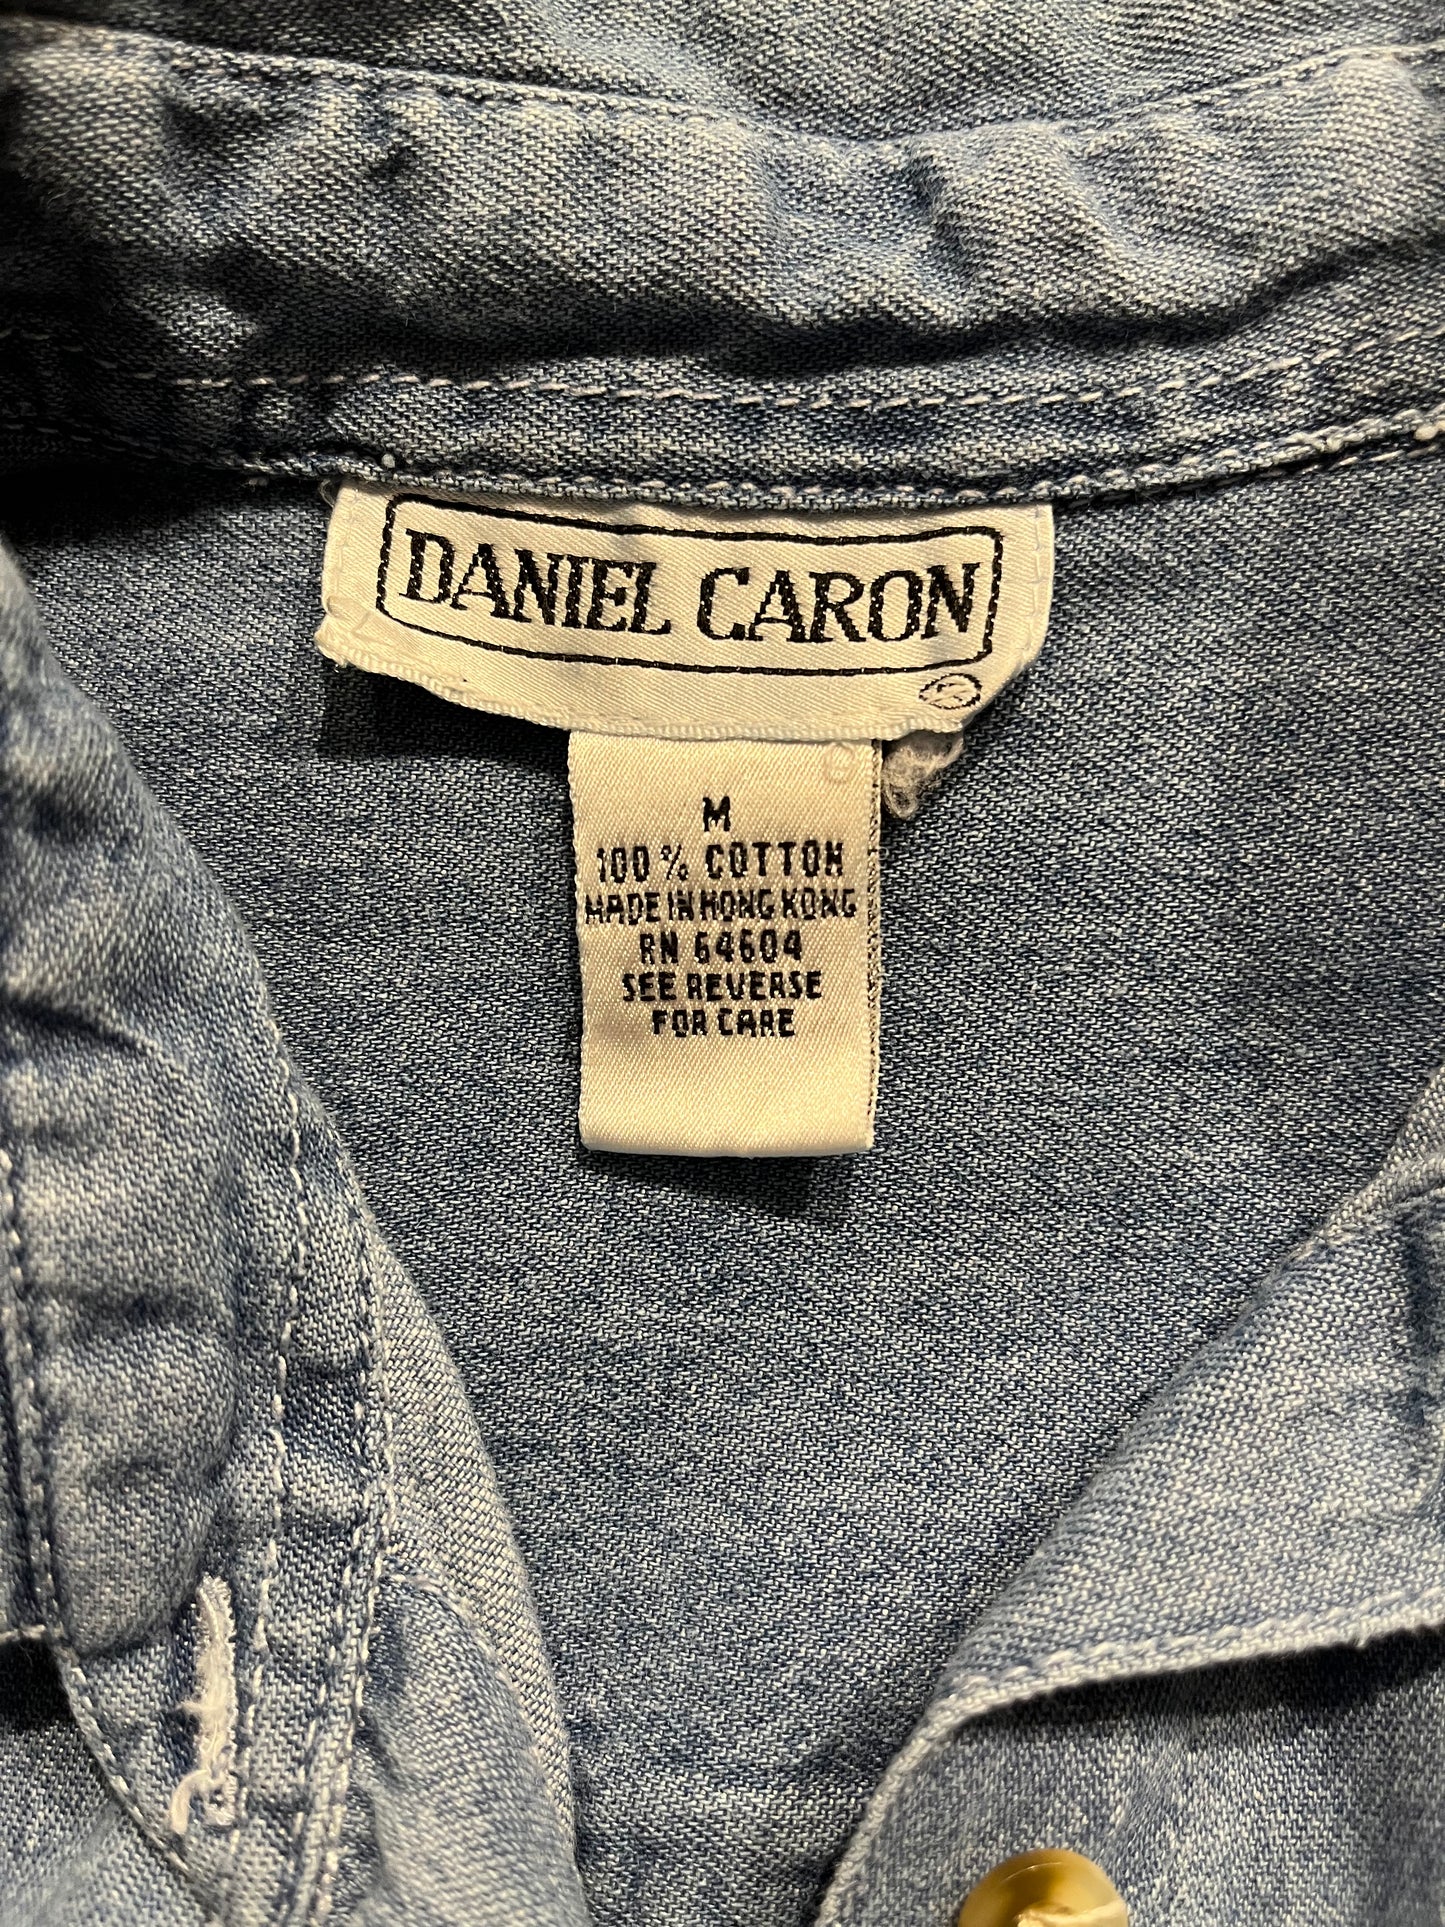 DANIEL CARON
M
100% COTTON
MADE IN HONG KONG
RN 64604
SEE REVERSE
FOR CARE